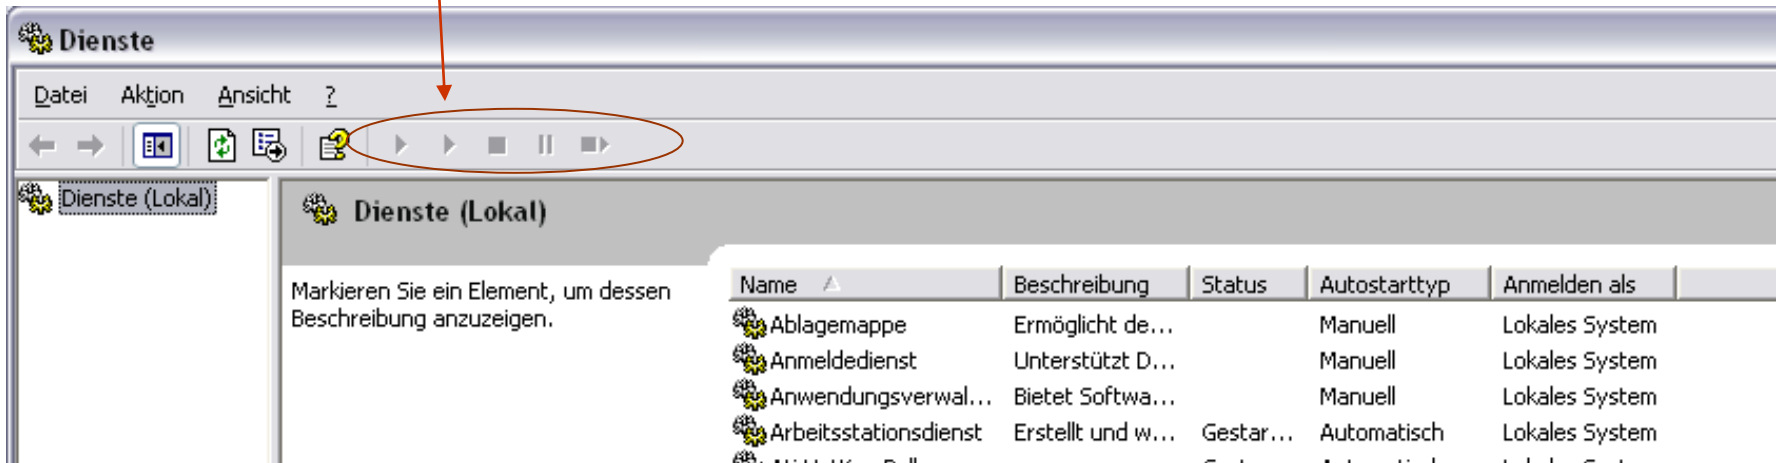 Dienste
Datei Aktion Ansicht ?
Dienste (Lokal)
Dienste (Lokal)
Markieren Sie ein Element, um dessen
Beschreibung anzuzeigen.
Name Beschreibung Status Autostarttyp Anmelden als
Ablagemappe Ermöglicht de... Manuell Lokales System
Anmeldedienst Unterstützt D... Manuell Lokales System
Anwendungsverwal... Bietet Softwa... Manuell Lokales System
Arbeitsstationsdienst Erstellt und w... Gestar... Automatisch Lokales System